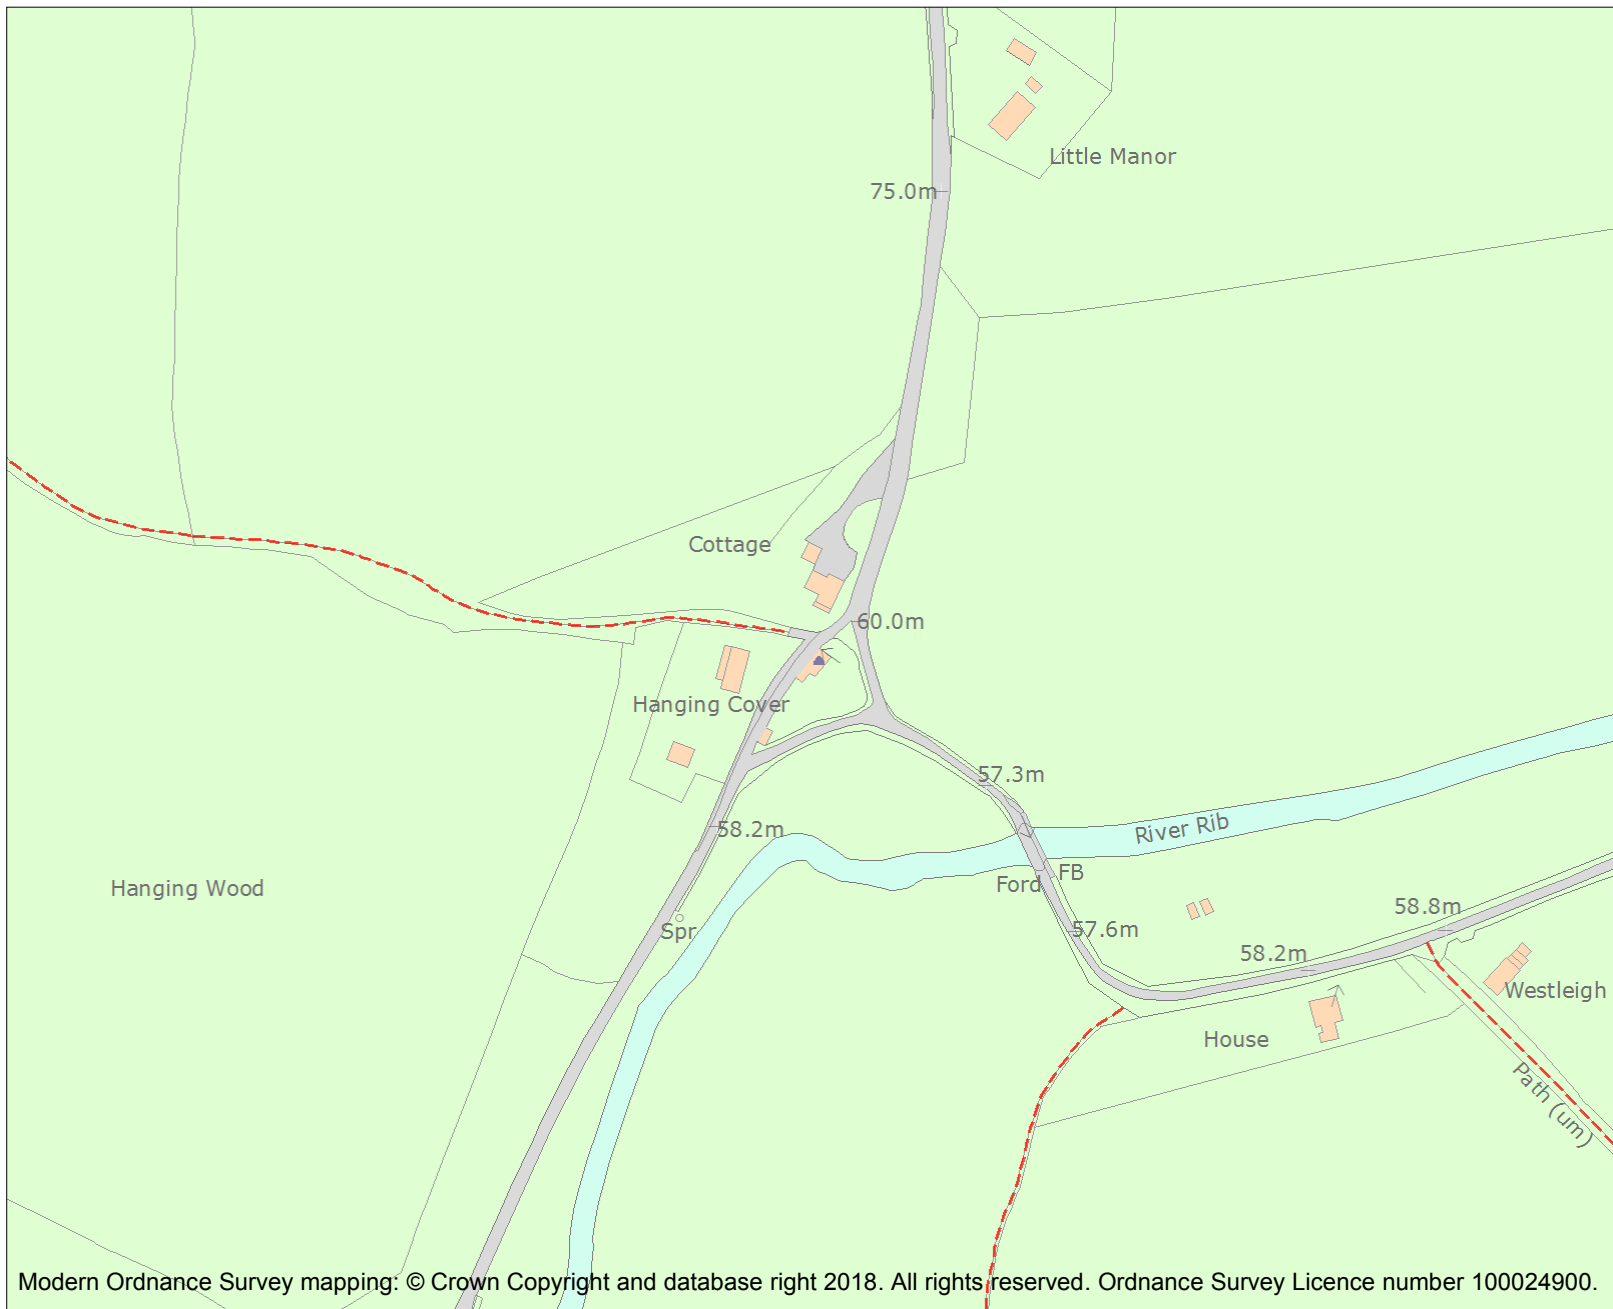 Little Manor
75.0m
Cottage
60.0m
Hanging Cover
57.3m
58.2m
River Rib
FB
Ford
Hanging Wood
58.8m
Spr
57.6m
58.2m
Westleigh
House
Path (um)
Modern Ordnance Survey mapping: © Crown Copyright and database right 2018. All rights reserved. Ordnance Survey Licence number 100024900.